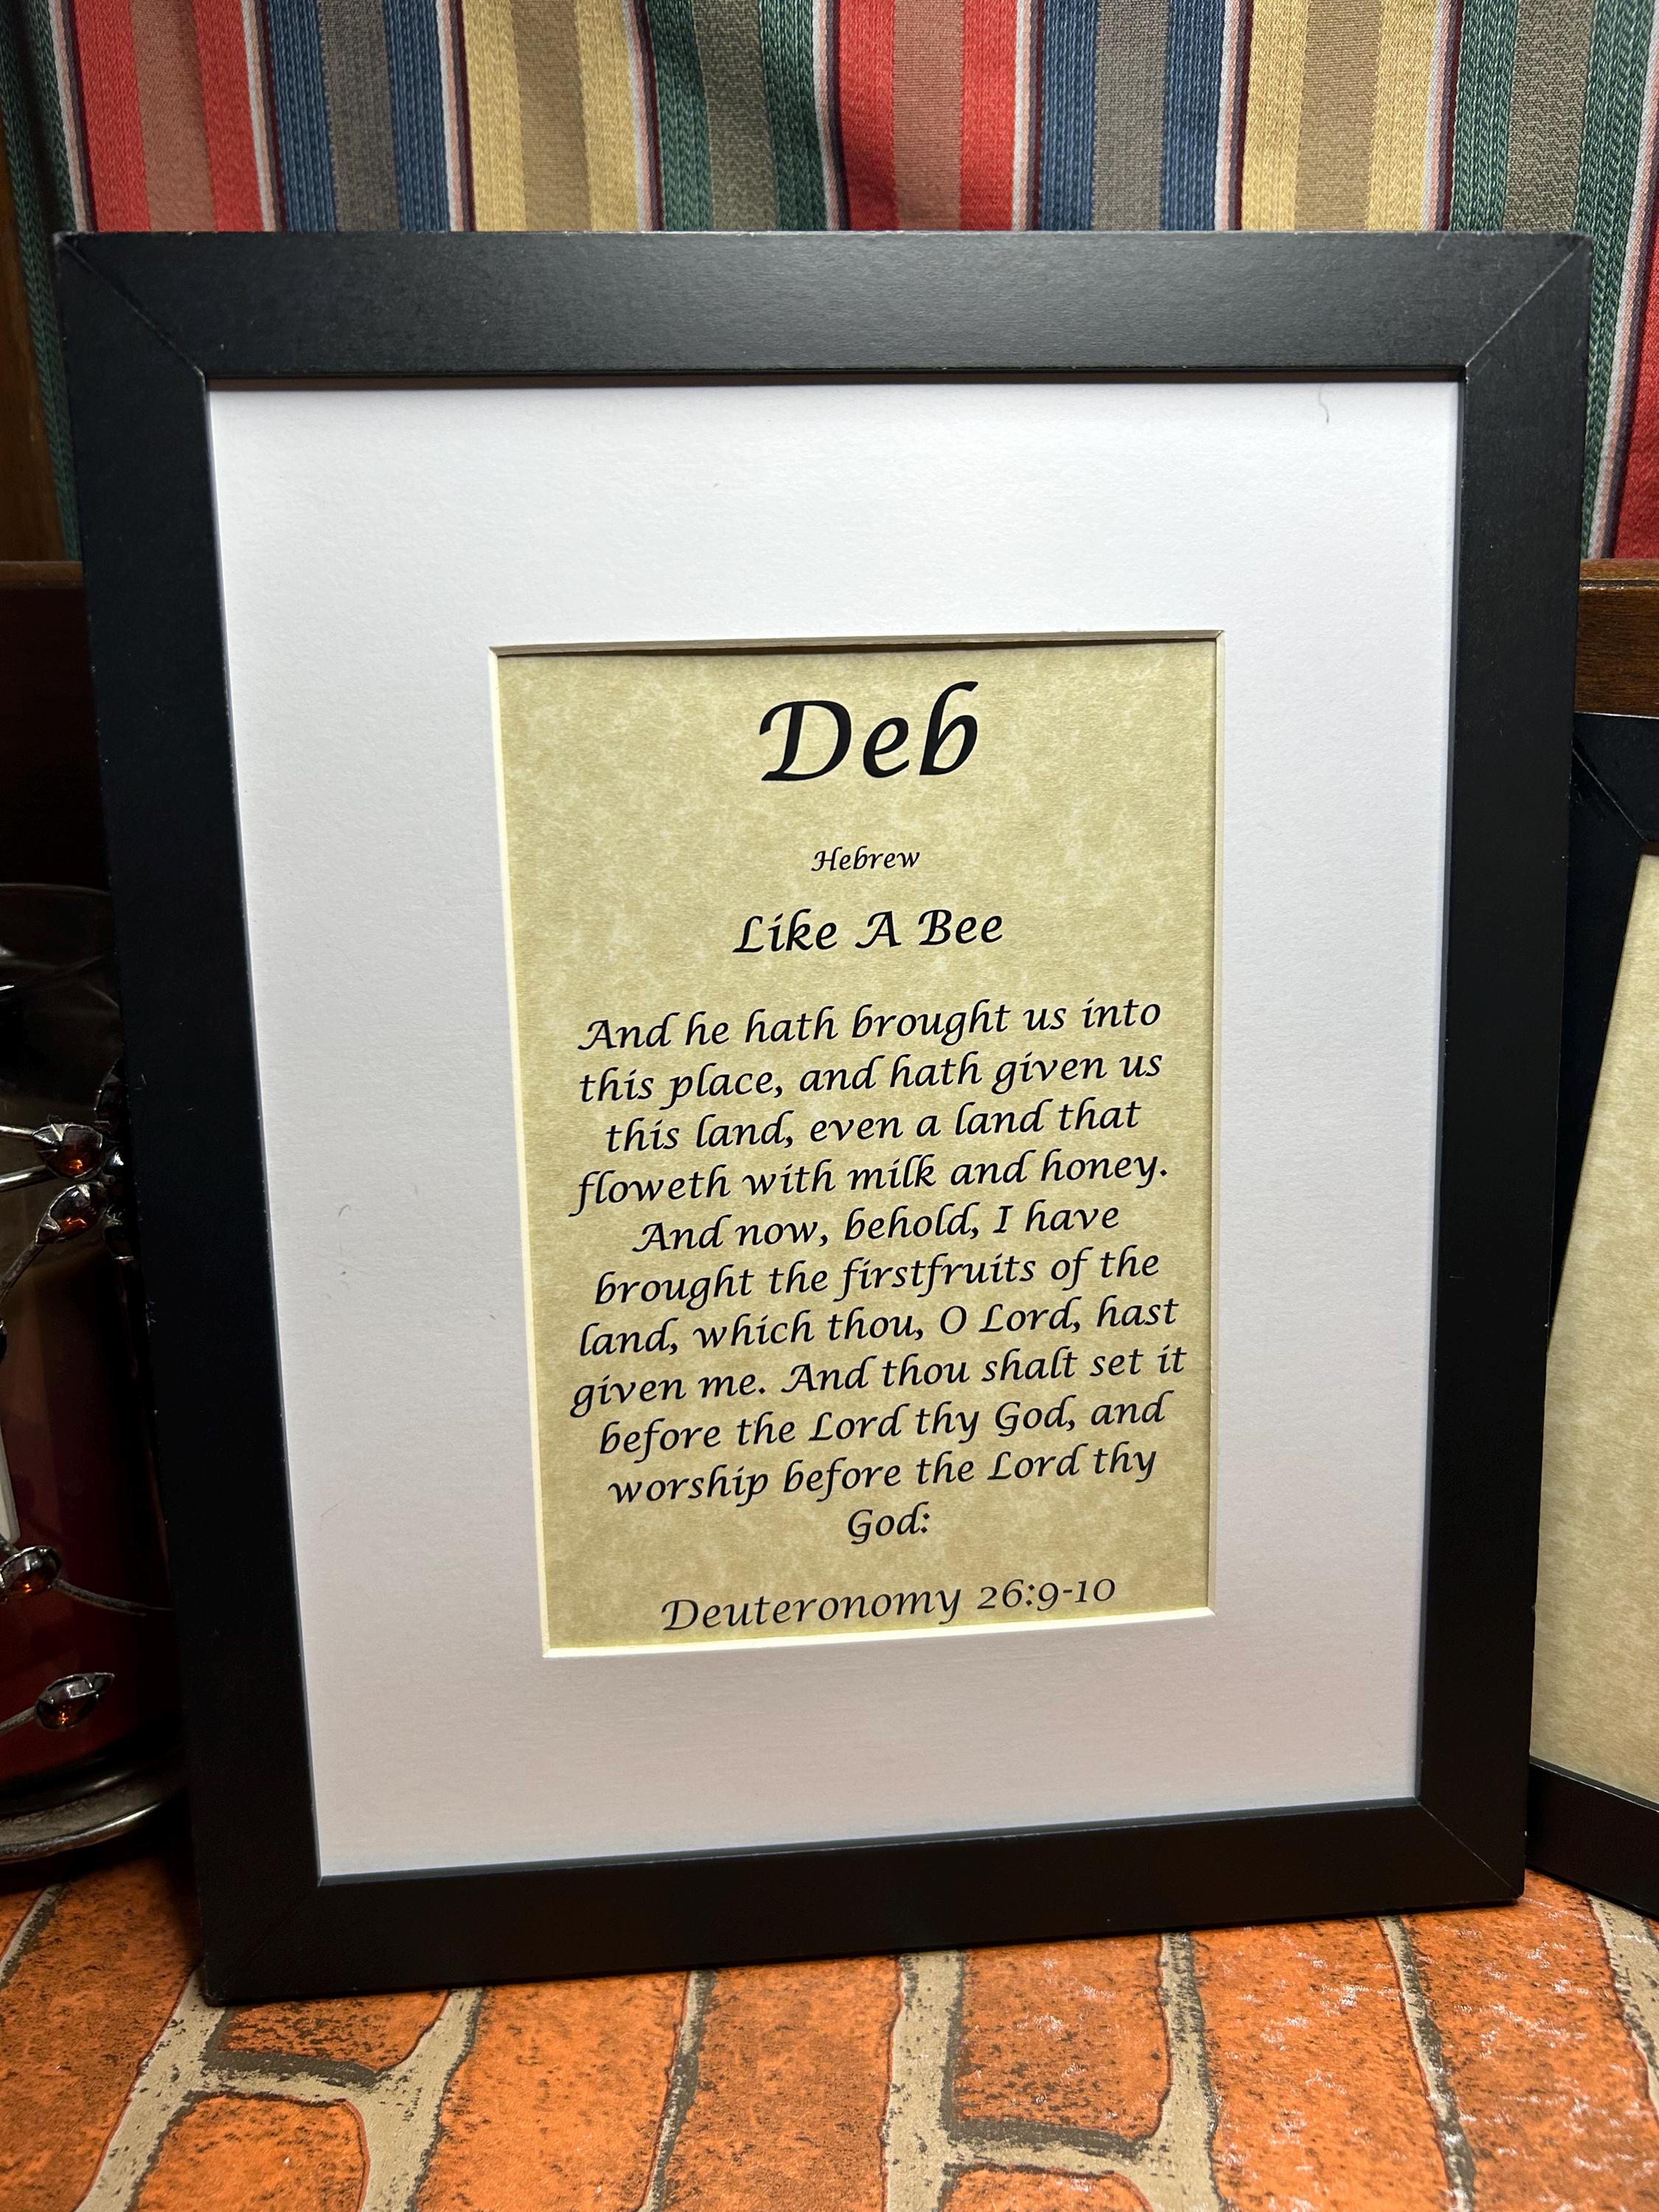 Deb
Hebrew
Like A Bee
And he hath brought us into
this place, and hath given us
this land, even a land that
floweth with milk and honey.
And now, behold, I have
brought the firstfruits of the
land, which thou, O Lord, hast
given me. And thou shalt set it
before the Lord thy God, and
worship before the Lord thy
God:
Deuteronomy 26:9-10